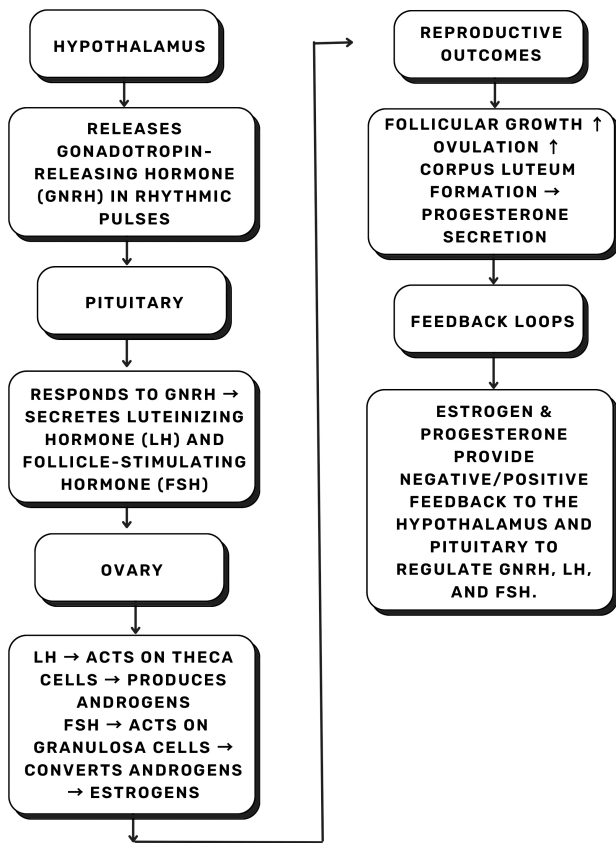 HYPOTHALAMUS
RELEASES
GONADOTROPIN-
RELEASING HORMONE
(GNRH) IN RHYTHMIC
PULSES
PITUITARY
RESPONDS TO GNRH →
SECRETES LUTEINIZING
HORMONE (LH) AND
FOLLICLE-STIMULATING
HORMONE (FSH)
OVARY
LH → ACTS ON THECA
CELLS → PRODUCES
ANDROGENS
FSH → ACTS ON
GRANULOSA CELLS →
CONVERTS ANDROGENS
→ ESTROGENS
REPRODUCTIVE
OUTCOMES
FOLLICULAR GROWTH ↑
OVULATION ↑
CORPUS LUTEUM
FORMATION →
PROGESTERONE
SECRETION
FEEDBACK LOOPS
ESTROGEN &
PROGESTERONE
PROVIDE
NEGATIVE/POSITIVE
FEEDBACK TO THE
HYPOTHALAMUS AND
PITUITARY TO
REGULATE GNRH, LH,
AND FSH.